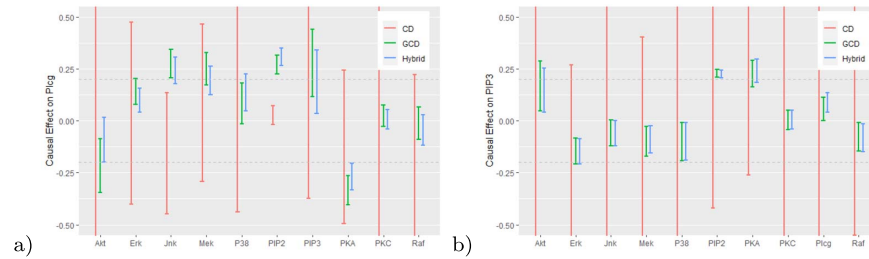 a)
Causal Effect on Plcg
0.50
0.25
0.00
-0.25
-0.50
CD
GCD
Hybrid
Akt Erk Jnk Mek P38 PIP2 PIP3 PKA PKC Raf
b)
Causal Effect on PIP3
0.50
0.25
0.00
-0.25
-0.50
CD
GCD
Hybrid
Akt Erk Jnk Mek P38 PIP2 PKA PKC Plcg Raf